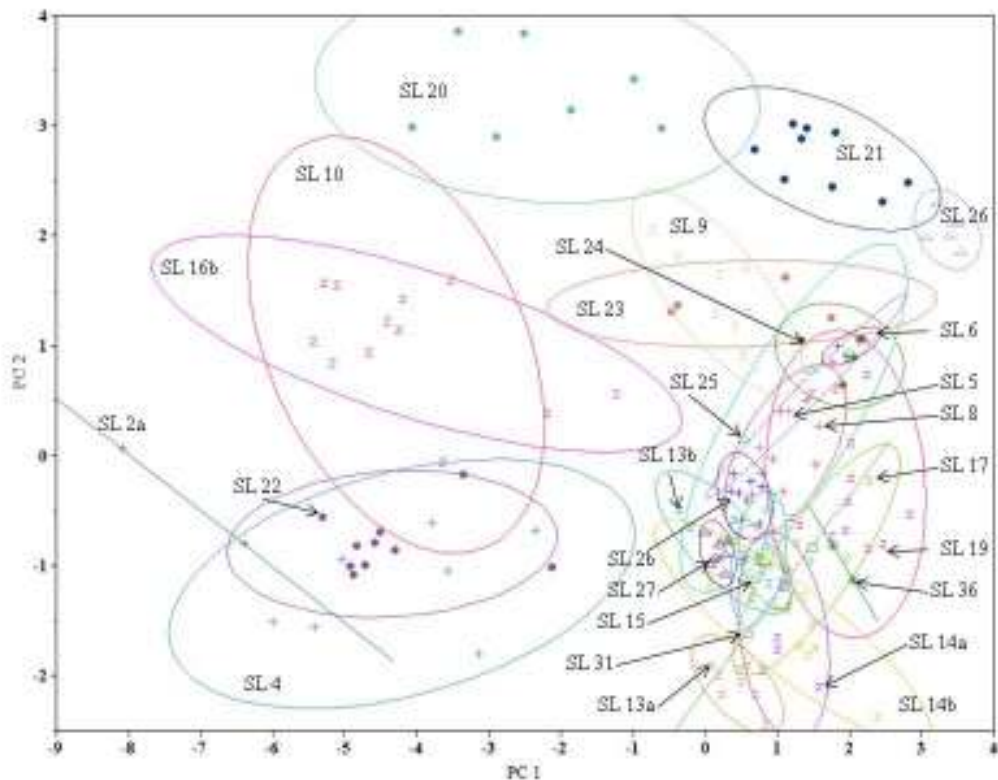 4
SL 20
3
SL 21
SL 10
SL 9
SL 26
2
SL 24
SL 16b
SL 23
SL 6
1
PC 2
SL 25
SL 5
SL 2a
SL 8
0
SL 13b
SL 17
SL 22
SL 2b
SL 19
-1
SL 27
SL 36
SL 15
SL 31
SL 14a
SL 4
-2
SL 13a
SL 14b
-9 -8 -7 -6 -5 -4 -3 -2 -1 0 1 2 3 4
PC 1